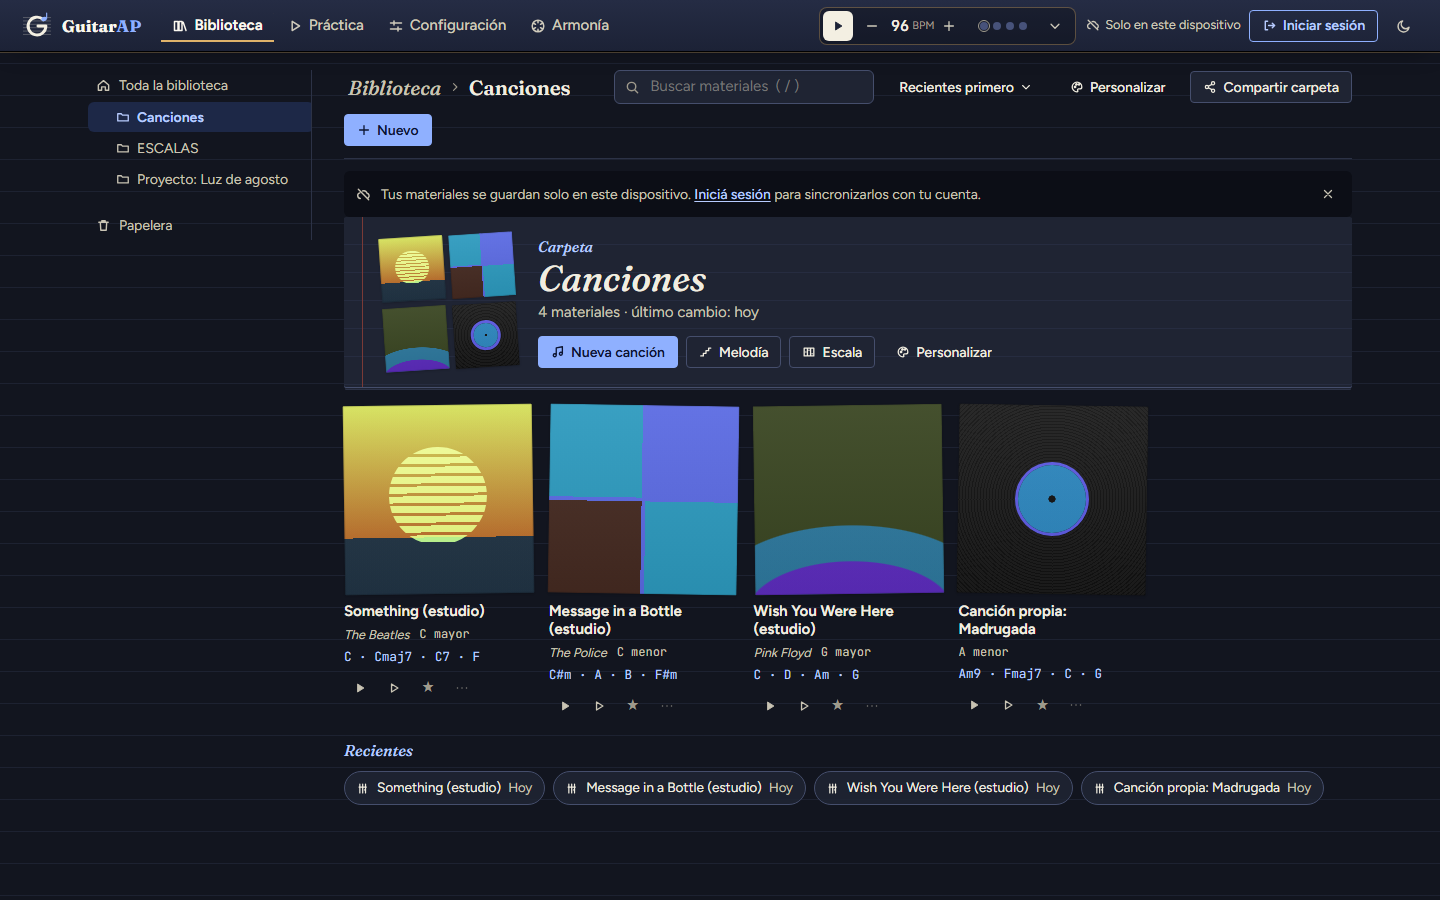 GuitarAP
Biblioteca
Práctica
Configuración
Armonía
96 BPM
Solo en este dispositivo
Iniciar sesión
Toda la biblioteca
Canciones
ESCALAS
Proyecto: Luz de agosto
Papelera
Biblioteca > Canciones
Buscar materiales ( / )
Recientes primero
Personalizar
Compartir carpeta
+ Nuevo
Tus materiales se guardan solo en este dispositivo. Iniciá sesión para sincronizarlos con tu cuenta.
Carpeta
Canciones
4 materiales · último cambio: hoy
Nueva canción
Melodía
Escala
Personalizar
Something (estudio)
The Beatles C mayor
C · Cmaj7 · C7 · F
Message in a Bottle
(estudio)
The Police C menor
C#m · A · B · F#m
Wish You Were Here
(estudio)
Pink Floyd G mayor
C · D · Am · G
Canción propia:
Madrugada
A menor
Am9 · Fmaj7 · C · G
Recientes
Something (estudio) Hoy
Message in a Bottle (estudio) Hoy
Wish You Were Here (estudio) Hoy
Canción propia: Madrugada Hoy